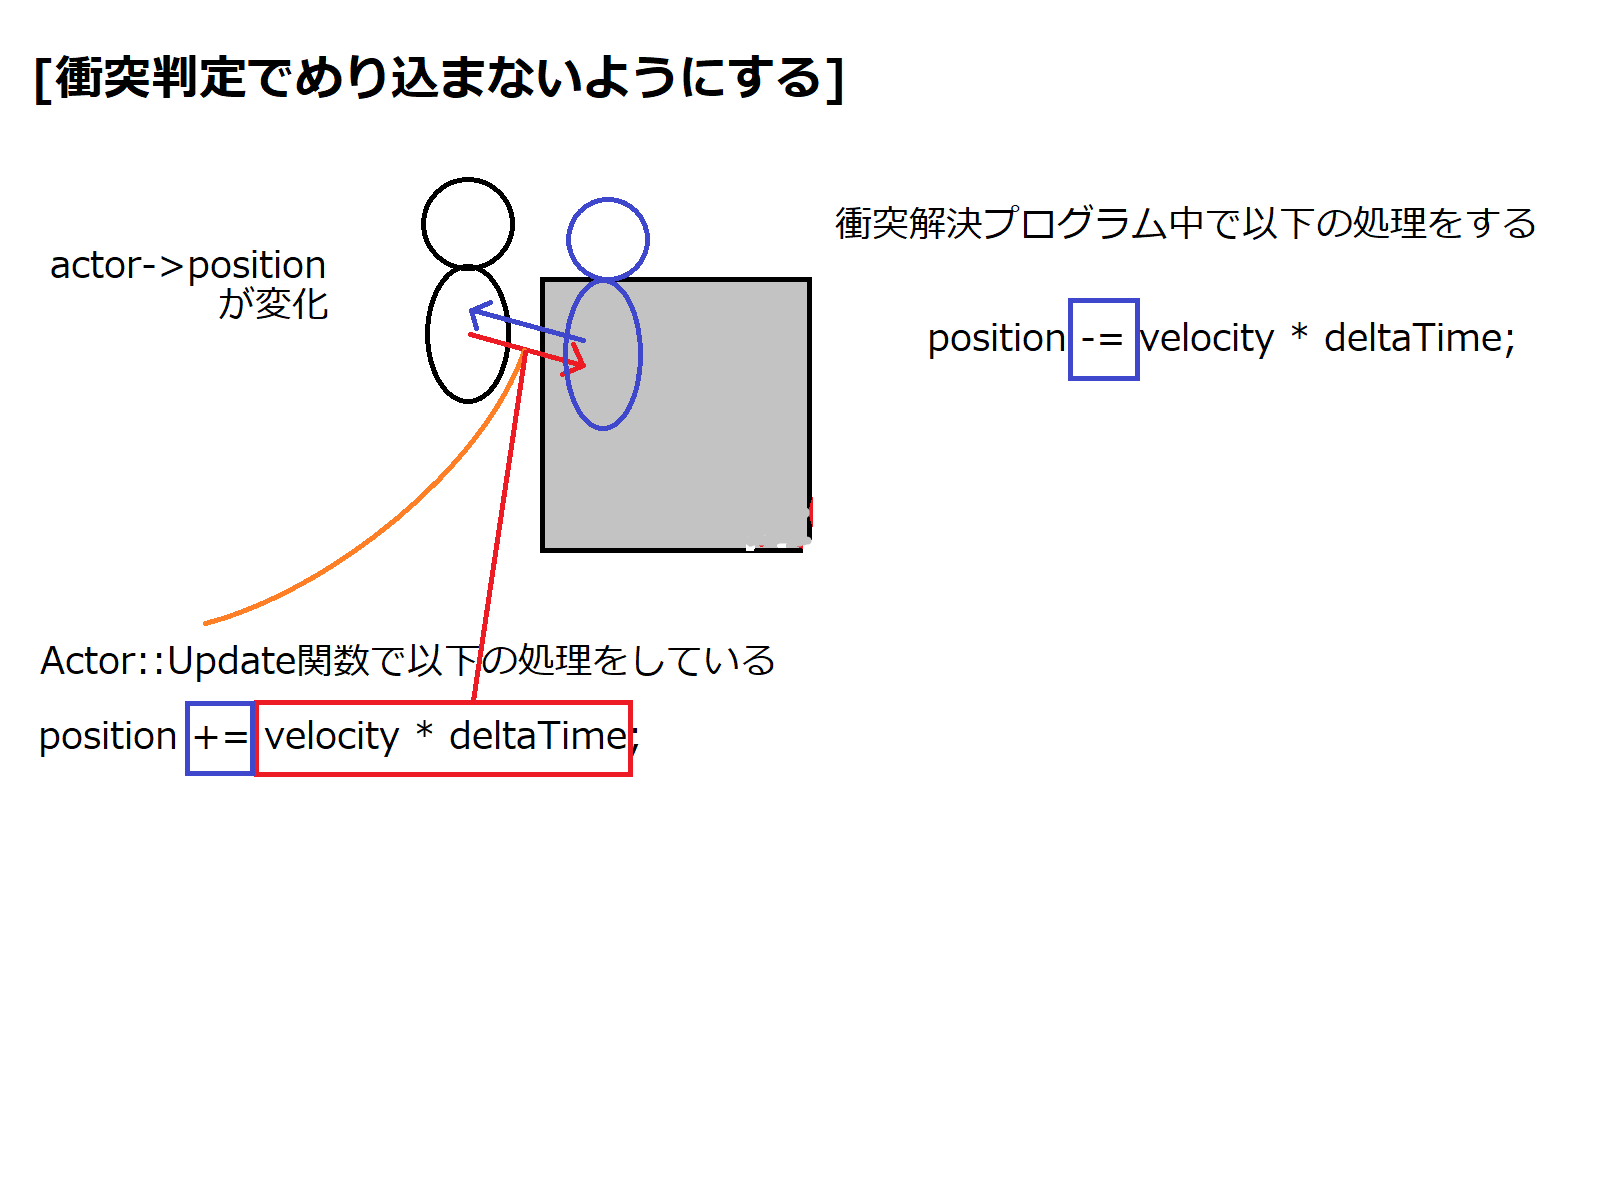 [衝突判定でめり込まないようにする]
衝突解決プログラム中で以下の処理をする
actor->position
が変化
position -= velocity * deltaTime;
Actor::Update関数で以下の処理をしている
position += velocity * deltaTime;